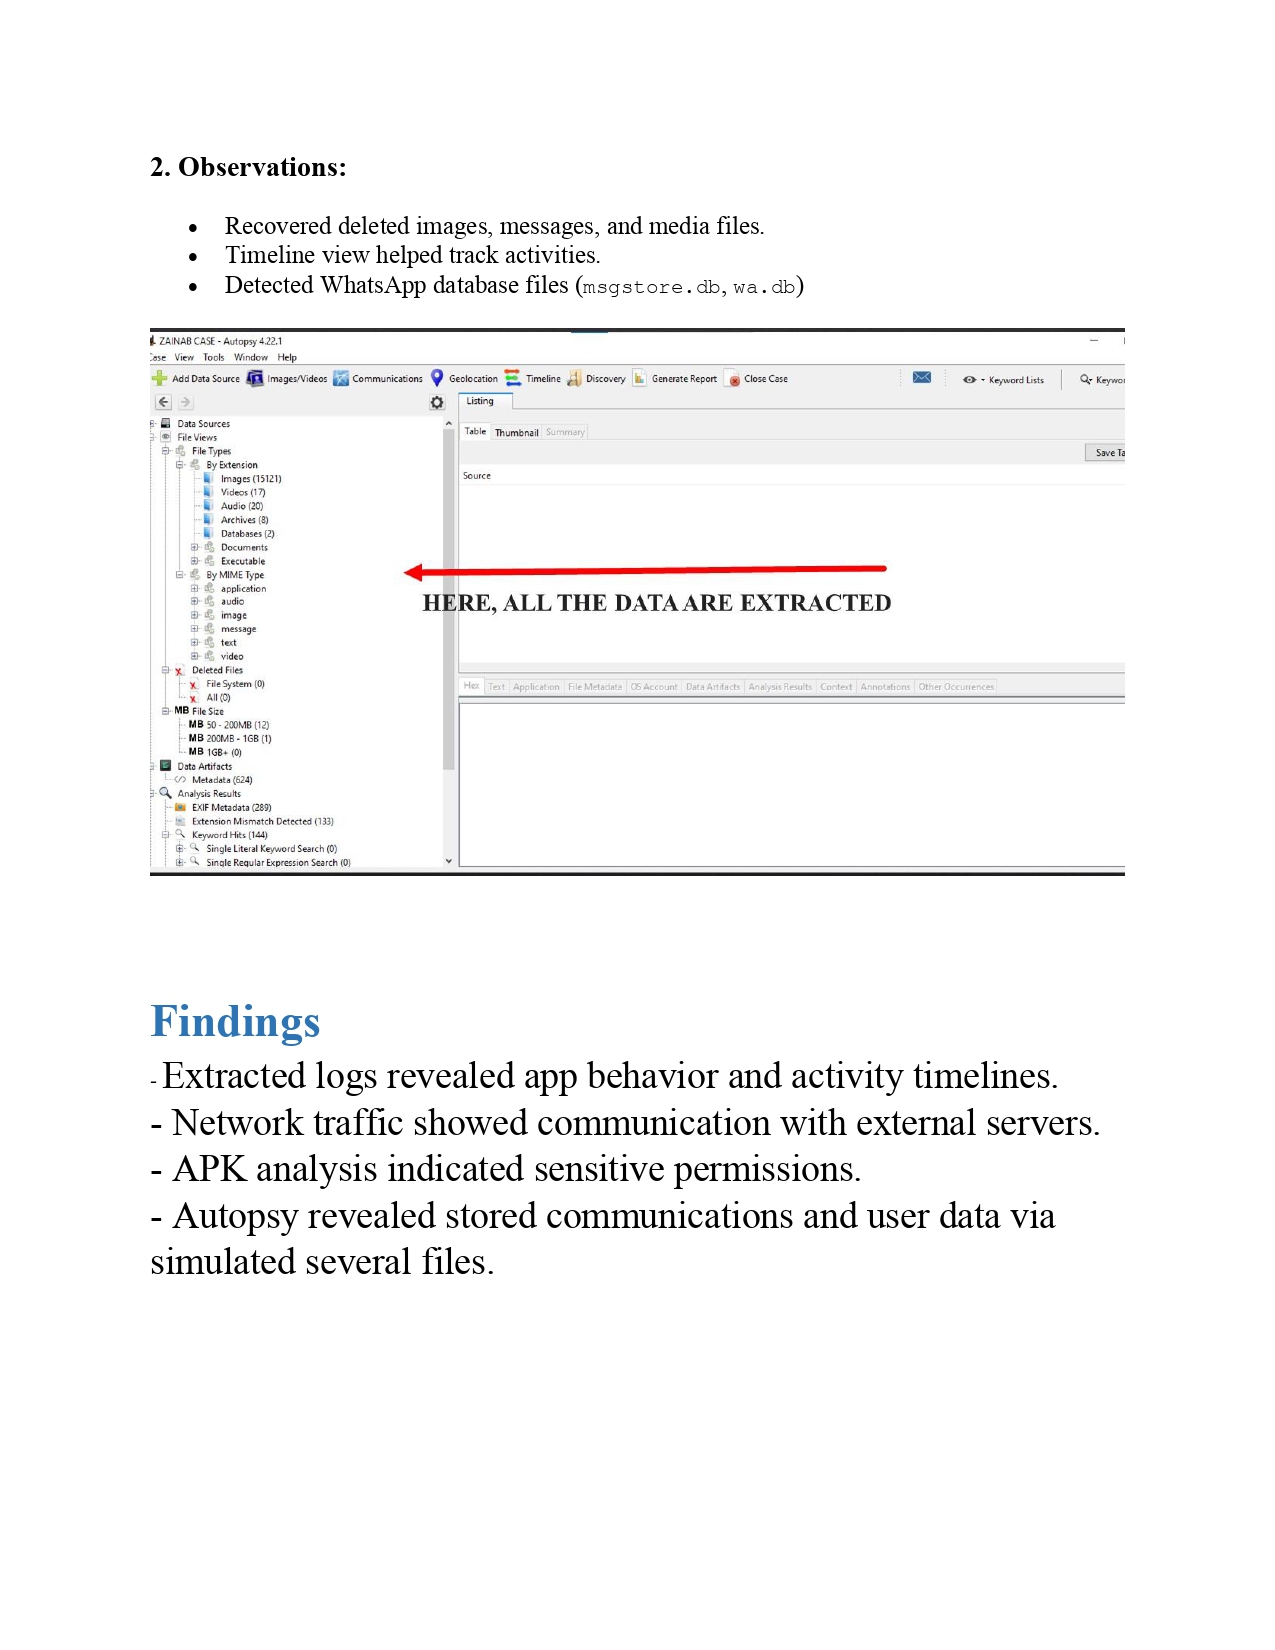 2. Observations:
• Recovered deleted images, messages, and media files.
• Timeline view helped track activities.
• Detected WhatsApp database files (msgstore.db, wa.db)
ZAINAB CASE - Autopsy 4.22.1
Case View Tools Window Help
Add Data Source Images/Videos Communications Geolocation Timeline Discovery Generate Report Close Case Keyword Lists Keywor
Listing
Data Sources
File Views
Table Thumbnail Summary
File Types
Save Ta
By Extension
Source
Images (15121)
Videos (17)
Audio (20)
Archives (8)
Databases (2)
Documents
Executable
By MIME Type
application
audio
HERE, ALL THE DATA ARE EXTRACTED
image
message
text
video
Deleted Files
File System (0)
All (0)
Hex Text Application File Metadata OS Account Data Artifacts Analysis Results Context Annotations Other Occurrences
MB File Size
MB 50 - 200MB (12)
MB 200MB - 1GB (1)
MB 1GB+ (0)
Data Artifacts
Metadata (624)
Analysis Results
EXIF Metadata (289)
Extension Mismatch Detected (133)
Keyword Hits (144)
Single Literal Keyword Search (0)
Single Regular Expression Search (0)
Findings
- Extracted logs revealed app behavior and activity timelines.
- Network traffic showed communication with external servers.
- APK analysis indicated sensitive permissions.
- Autopsy revealed stored communications and user data via
simulated several files.